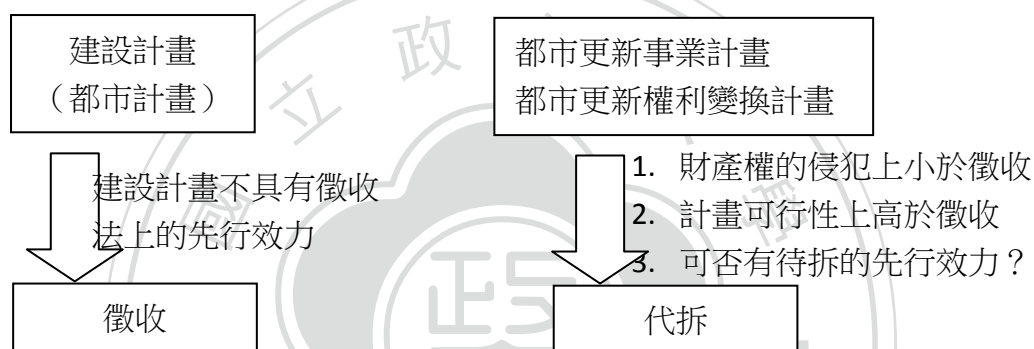 建設計畫
（都市計畫）
都市更新事業計畫
都市更新權利變換計畫
建設計畫不具有徵收
法上的先行效力
1. 財產權的侵犯上小於徵收
2. 計畫可行性上高於徵收
3. 可否有待拆的先行效力？
徵收
代拆
立 政